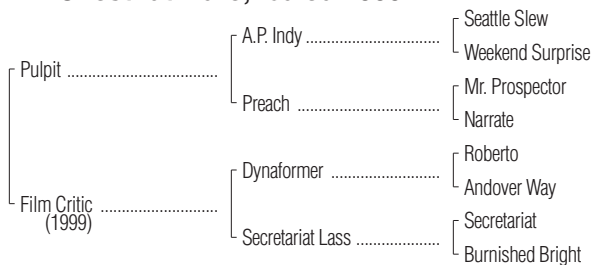 Seattle Slew
A.P. Indy ..............................
Weekend Surprise
Pulpit ..................................
Mr. Prospector
Preach ................................
Narrate
Roberto
Dynaformer ........................
Andover Way
Film Critic ...........................
(1999)
Secretariat
Secretariat Lass ..................
Burnished Bright